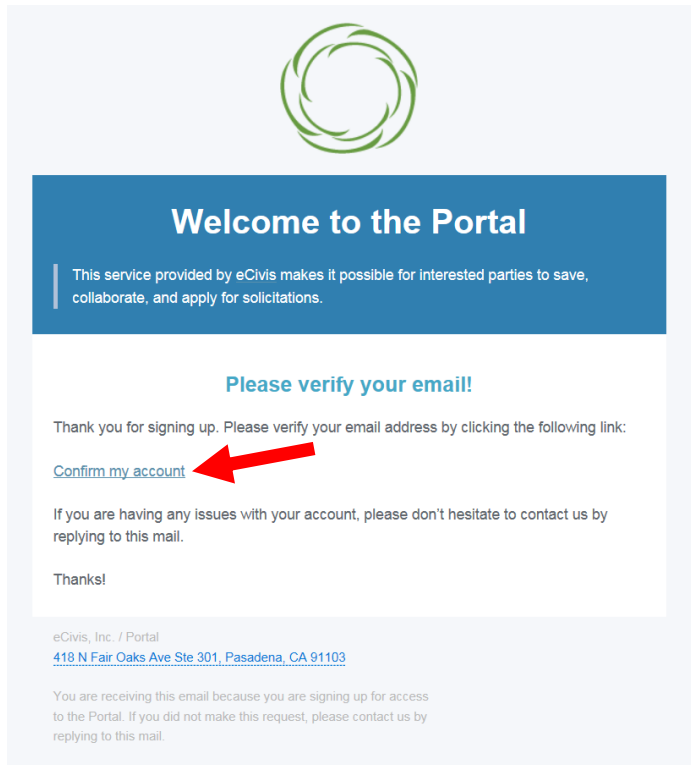 Welcome to the Portal
This service provided by eCivis makes it possible for interested parties to save,
collaborate, and apply for solicitations.
Please verify your email!
Thank you for signing up. Please verify your email address by clicking the following link:
Confirm my account
If you are having any issues with your account, please don’t hesitate to contact us by
replying to this mail.
Thanks!
eCivis, Inc. / Portal
418 N Fair Oaks Ave Ste 301, Pasadena, CA 91103
You are receiving this email because you are signing up for access
to the Portal. If you did not make this request, please contact us by
replying to this mail.